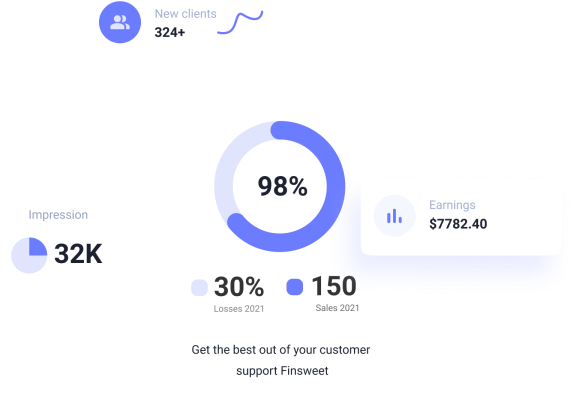 New clients
324+
98%
Earnings
$7782.40
Impression
32K
30%
150
Losses 2021
Sales 2021
Get the best out of your customer
support Finsweet